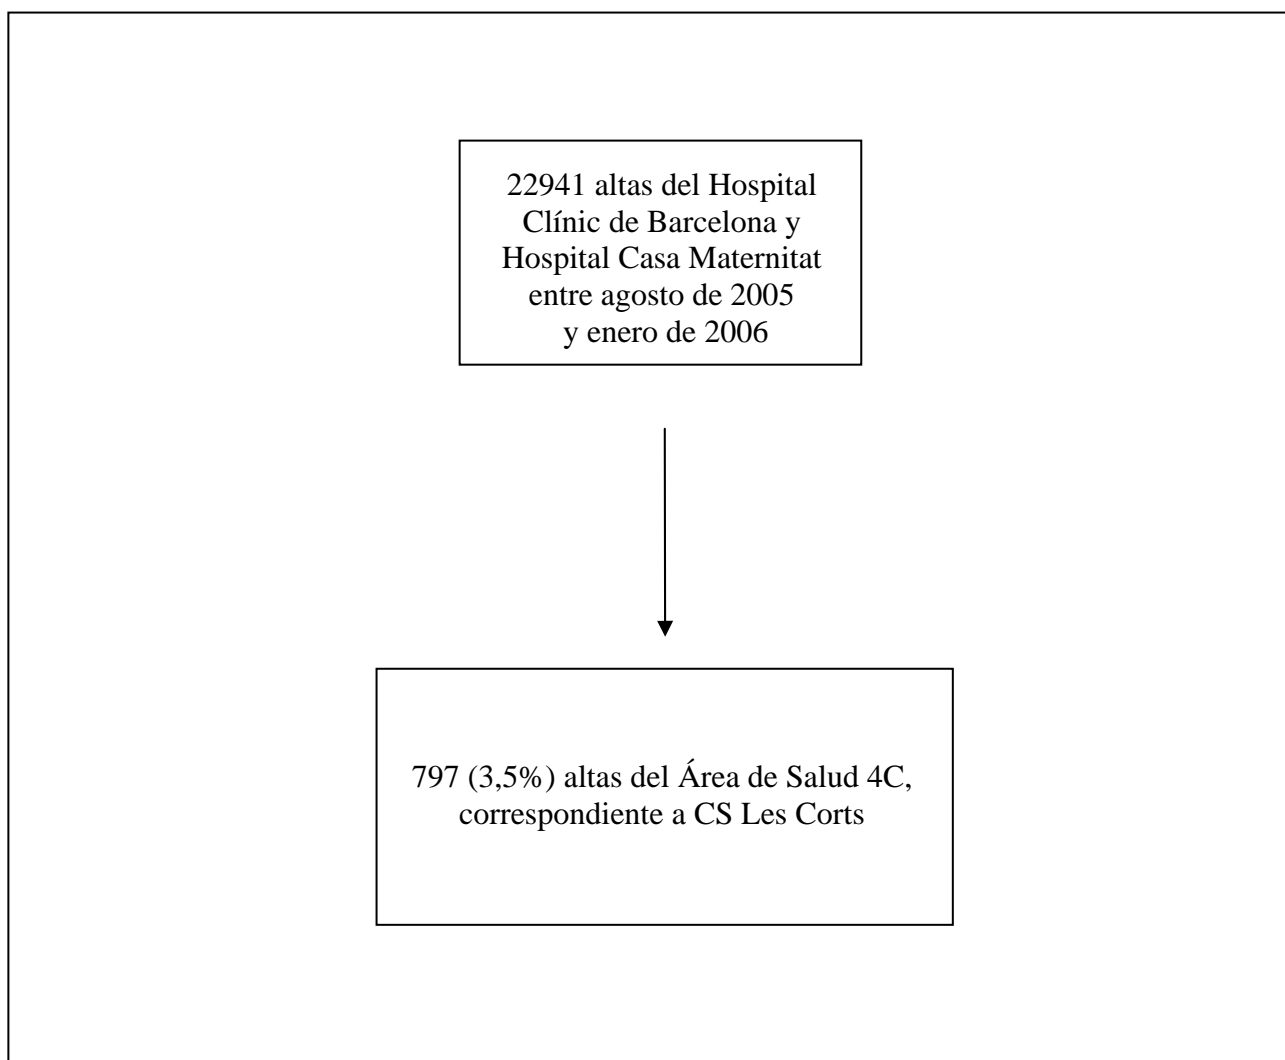 22941 altas del Hospital
Clínic de Barcelona y
Hospital Casa Maternitat
entre agosto de 2005
y enero de 2006
797 (3,5%) altas del Área de Salud 4C,
correspondiente a CS Les Corts